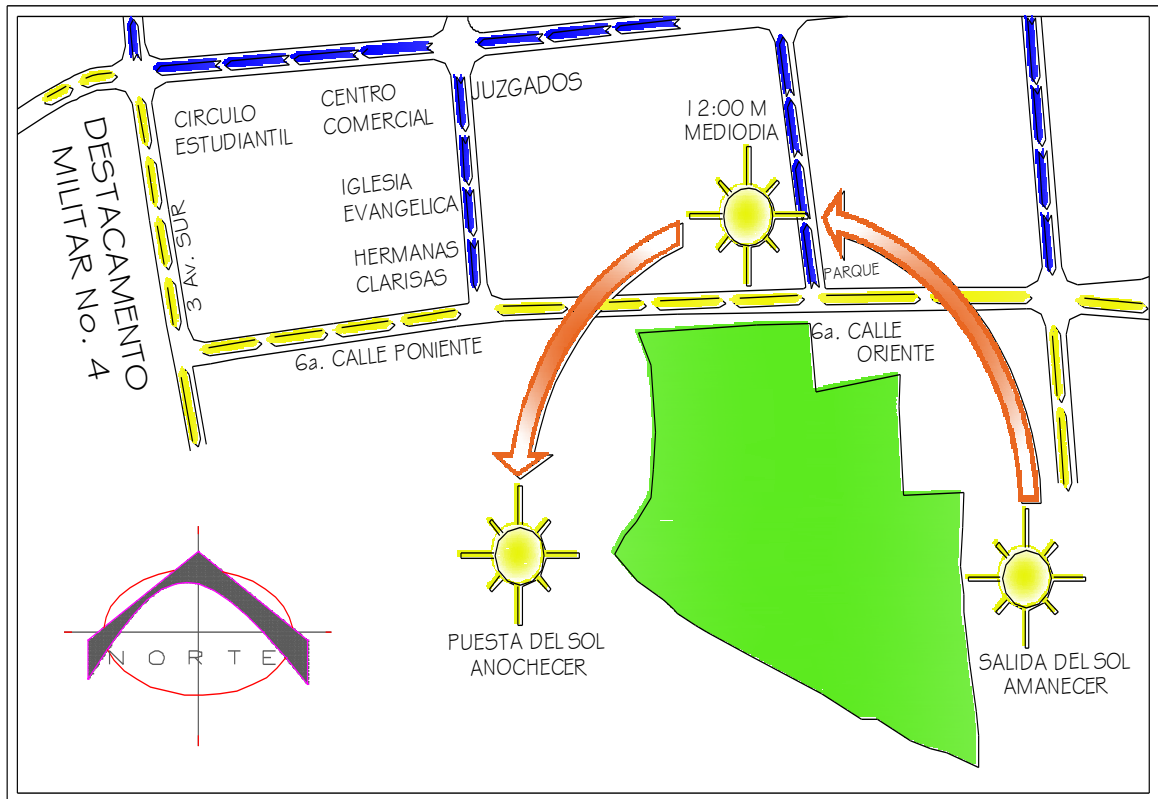 CIRCULO
ESTUDIANTIL
CENTRO
COMERCIAL
JUZGADOS
12:00 M
MEDIODIA
DESTACAMENTO
MILITAR No. 4
3 AV. SUR
IGLESIA
EVANGELICA
HERMANAS
CLARISAS
PARQUE
6a. CALLE PONIENTE
6a. CALLE
ORIENTE
PUESTA DEL SOL
ANOCHECER
SALIDA DEL SOL
AMANECER
NORTE